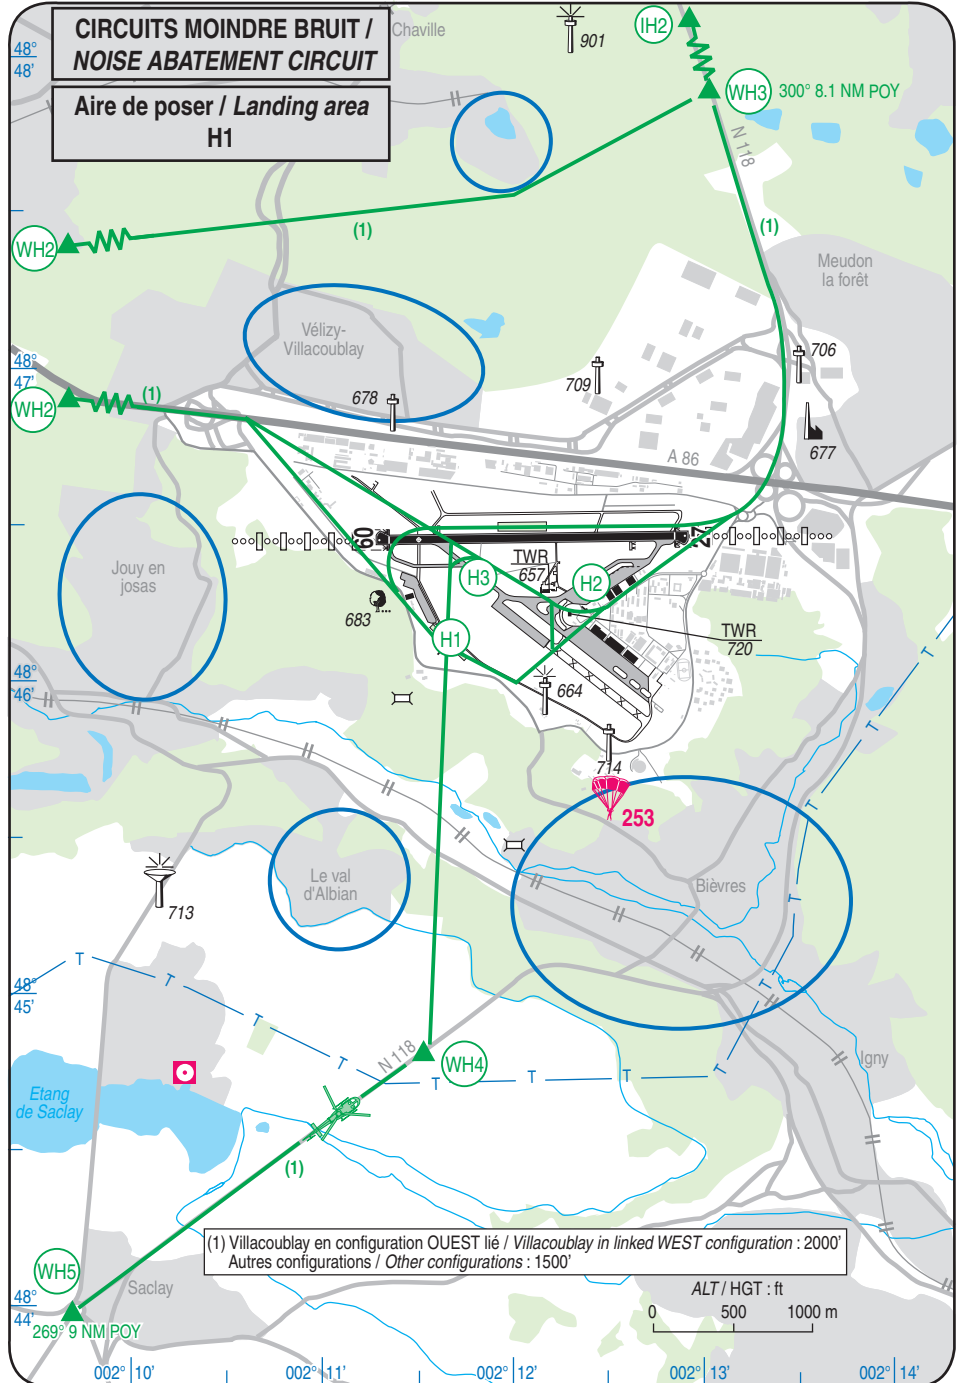 CIRCUITS MOINDRE BRUIT /
NOISE ABATEMENT CIRCUIT
Aire de poser / Landing area
H1
48°
48'
Chaville
901
IH2
WH3
300° 8.1 NM POY
N 118
(1)
WH2
(1)
Meudon
la forêt
Vélizy-
Villacoublay
48°
47'
WH2
(1)
678
709
706
677
A 86
09
27
TWR
657
H3
H2
Jouy en
josas
683
H1
TWR
720
T
48°
46'
664
T
714
253
Le val
d'Albian
Bièvres
713
T
T
T
48°
45'
T
T
N 118
WH4
T
T
T
T
Igny
Etang
de Saclay
(1)
(1) Villacoublay en configuration OUEST lié / Villacoublay in linked WEST configuration : 2000'
Autres configurations / Other configurations : 1500'
WH5
Saclay
ALT / HGT : ft
0 500 1000 m
48°
44'
269° 9 NM POY
002° 10' 002° 11' 002° 12' 002° 13' 002° 14'